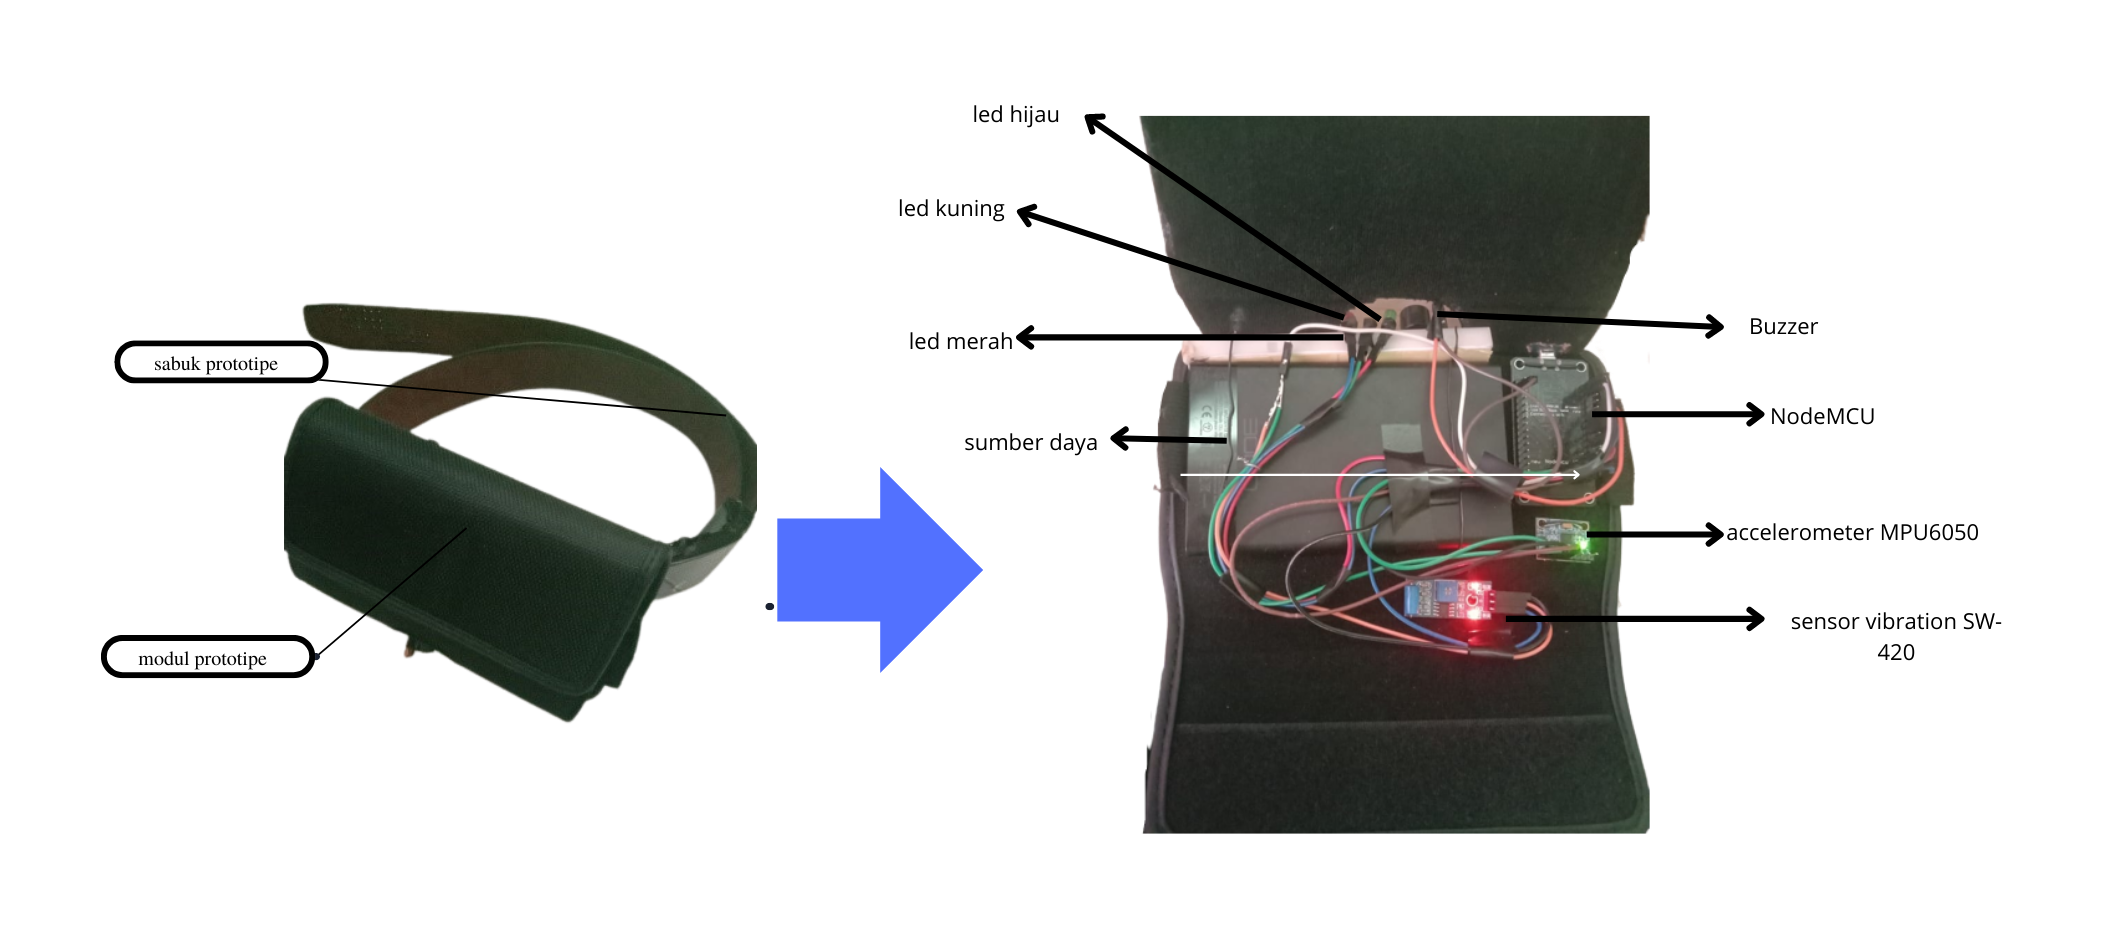 sabuk prototipe
modul prototipe
led hijau
led kuning
led merah
sumber daya
Buzzer
NodeMCU
accelerometer MPU6050
sensor vibration SW-
420